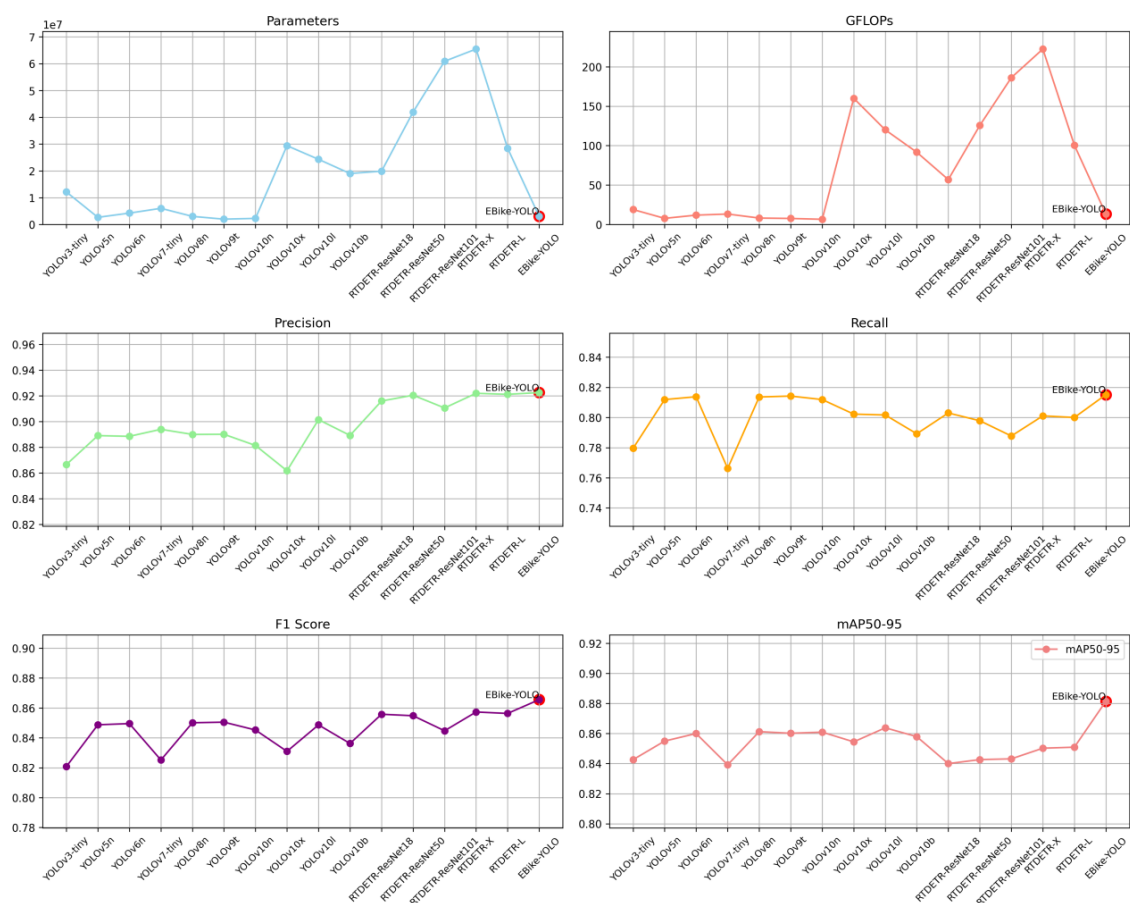 Parameters
1e7
7
6
5
4
3
2
1
0
EBike-YOLO
YOLOv3-tiny
YOLOv5n
YOLOv6n
YOLOv7-tiny
YOLOv8n
YOLOv9t
YOLOv10n
YOLOv10x
YOLOv10l
YOLOv10b
RTDETR-ResNet18
RTDETR-ResNet50
RTDETR-ResNet101
RTDETR-X
RTDETR-L
EBike-YOLO
GFLOPs
200
150
100
50
0
EBike-YOLO
YOLOv3-tiny
YOLOv5n
YOLOv6n
YOLOv7-tiny
YOLOv8n
YOLOv9t
YOLOv10n
YOLOv10x
YOLOv10l
YOLOv10b
RTDETR-ResNet18
RTDETR-ResNet50
RTDETR-ResNet101
RTDETR-X
RTDETR-L
EBike-YOLO
Precision
0.96
0.94
0.92
0.90
0.88
0.86
0.84
0.82
EBike-YOLO
YOLOv3-tiny
YOLOv5n
YOLOv6n
YOLOv7-tiny
YOLOv8n
YOLOv9t
YOLOv10n
YOLOv10x
YOLOv10l
YOLOv10b
RTDETR-ResNet18
RTDETR-ResNet50
RTDETR-ResNet101
RTDETR-X
RTDETR-L
EBike-YOLO
Recall
0.84
0.82
0.80
0.78
0.76
0.74
EBike-YOLO
YOLOv3-tiny
YOLOv5n
YOLOv6n
YOLOv7-tiny
YOLOv8n
YOLOv9t
YOLOv10n
YOLOv10x
YOLOv10l
YOLOv10b
RTDETR-ResNet18
RTDETR-ResNet50
RTDETR-ResNet101
RTDETR-X
RTDETR-L
EBike-YOLO
F1 Score
0.90
0.88
0.86
0.84
0.82
0.80
0.78
EBike-YOLO
YOLOv3-tiny
YOLOv5n
YOLOv6n
YOLOv7-tiny
YOLOv8n
YOLOv9t
YOLOv10n
YOLOv10x
YOLOv10l
YOLOv10b
RTDETR-ResNet18
RTDETR-ResNet50
RTDETR-ResNet101
RTDETR-X
RTDETR-L
EBike-YOLO
mAP50-95
mAP50-95
0.92
0.90
0.88
0.86
0.84
0.82
0.80
EBike-YOLO
YOLOv3-tiny
YOLOv5n
YOLOv6n
YOLOv7-tiny
YOLOv8n
YOLOv9t
YOLOv10n
YOLOv10x
YOLOv10l
YOLOv10b
RTDETR-ResNet18
RTDETR-ResNet50
RTDETR-ResNet101
RTDETR-X
RTDETR-L
EBike-YOLO